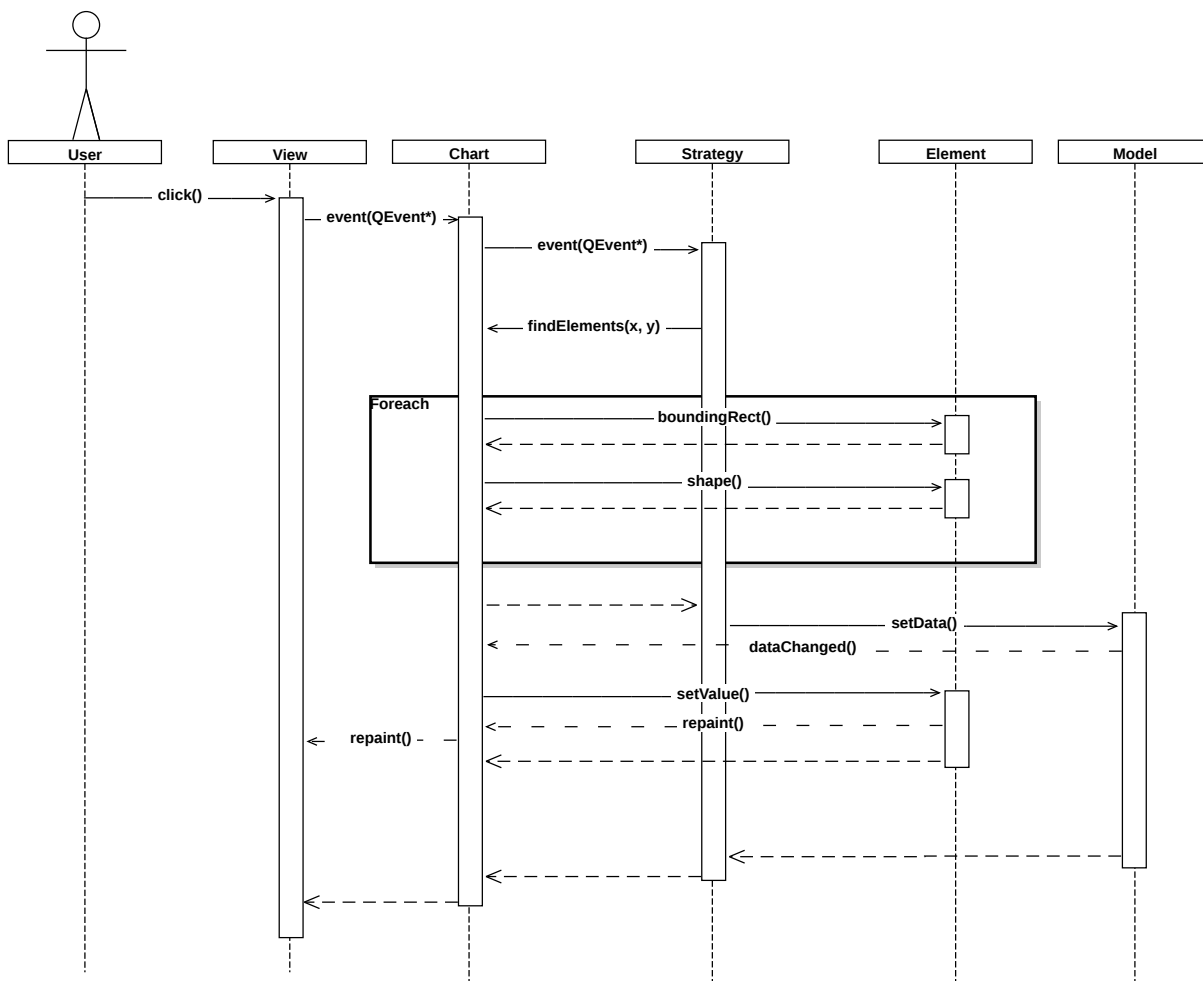 User
View
Chart
Strategy
Element
Model
click()
event(QEvent*)
event(QEvent*)
findElements(x, y)
Foreach
boundingRect()
shape()
setData()
dataChanged()
setValue()
repaint()
repaint()